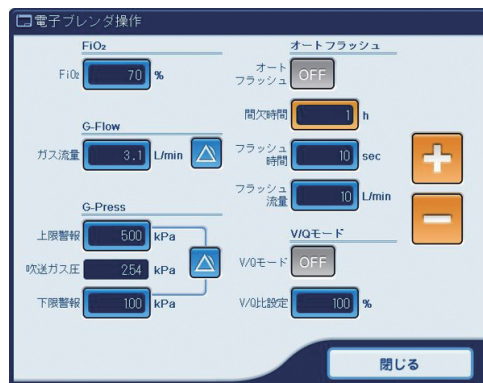 電子ブレンダ操作
FiO₂
FiO₂ 70 %
G-Flow
ガス流量 3.1 L/min
G-Press
上限警報 500 kPa
吹送ガス圧 254 kPa
下限警報 100 kPa
オートフラッシュ
オート
フラッシュ OFF
間欠時間 1 h
フラッシュ
時間 10 sec
フラッシュ
流量 10 L/min
V/Qモード
V/Qモード OFF
V/Q比設定 100 %
+
−
閉じる